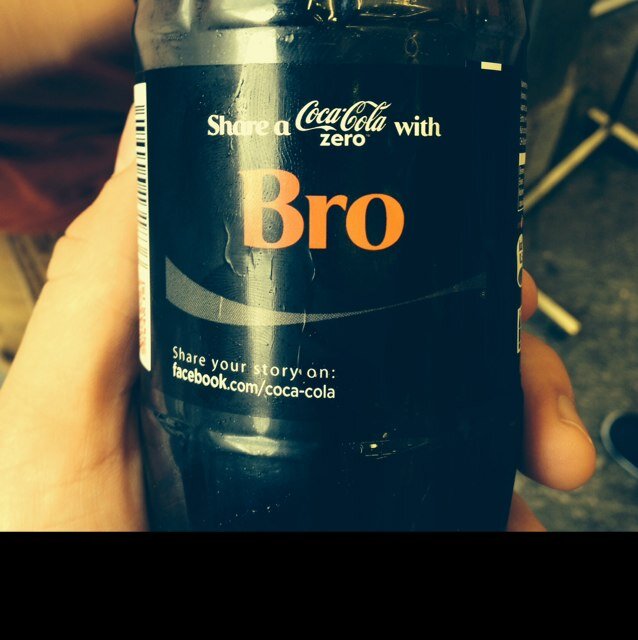 Share a Coca-Cola zero with
Bro
Share your story on:
facebook.com/coca-cola